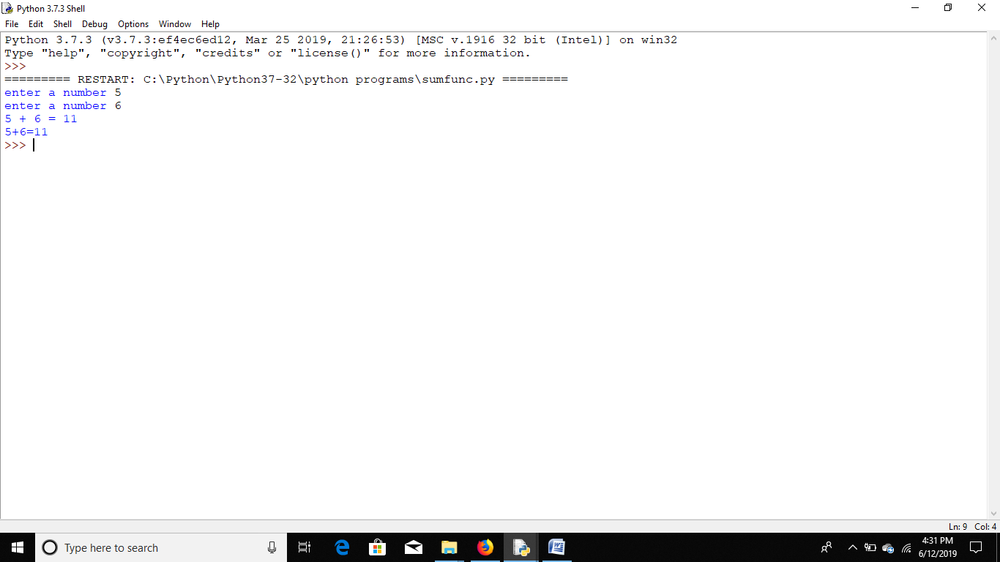 Python 3.7.3 Shell
File Edit Shell Debug Options Window Help
Python 3.7.3 (v3.7.3:ef4ec6ed12, Mar 25 2019, 21:26:53) [MSC v.1916 32 bit (Intel)] on win32
Type "help", "copyright", "credits" or "license()" for more information.
>>>
========= RESTART: C:\Python\Python37-32\python programs\sumfunc.py =========
enter a number 5
enter a number 6
5 + 6 = 11
5+6=11
>>>
Ln: 9 Col: 4
Type here to search
4:31 PM
6/12/2019